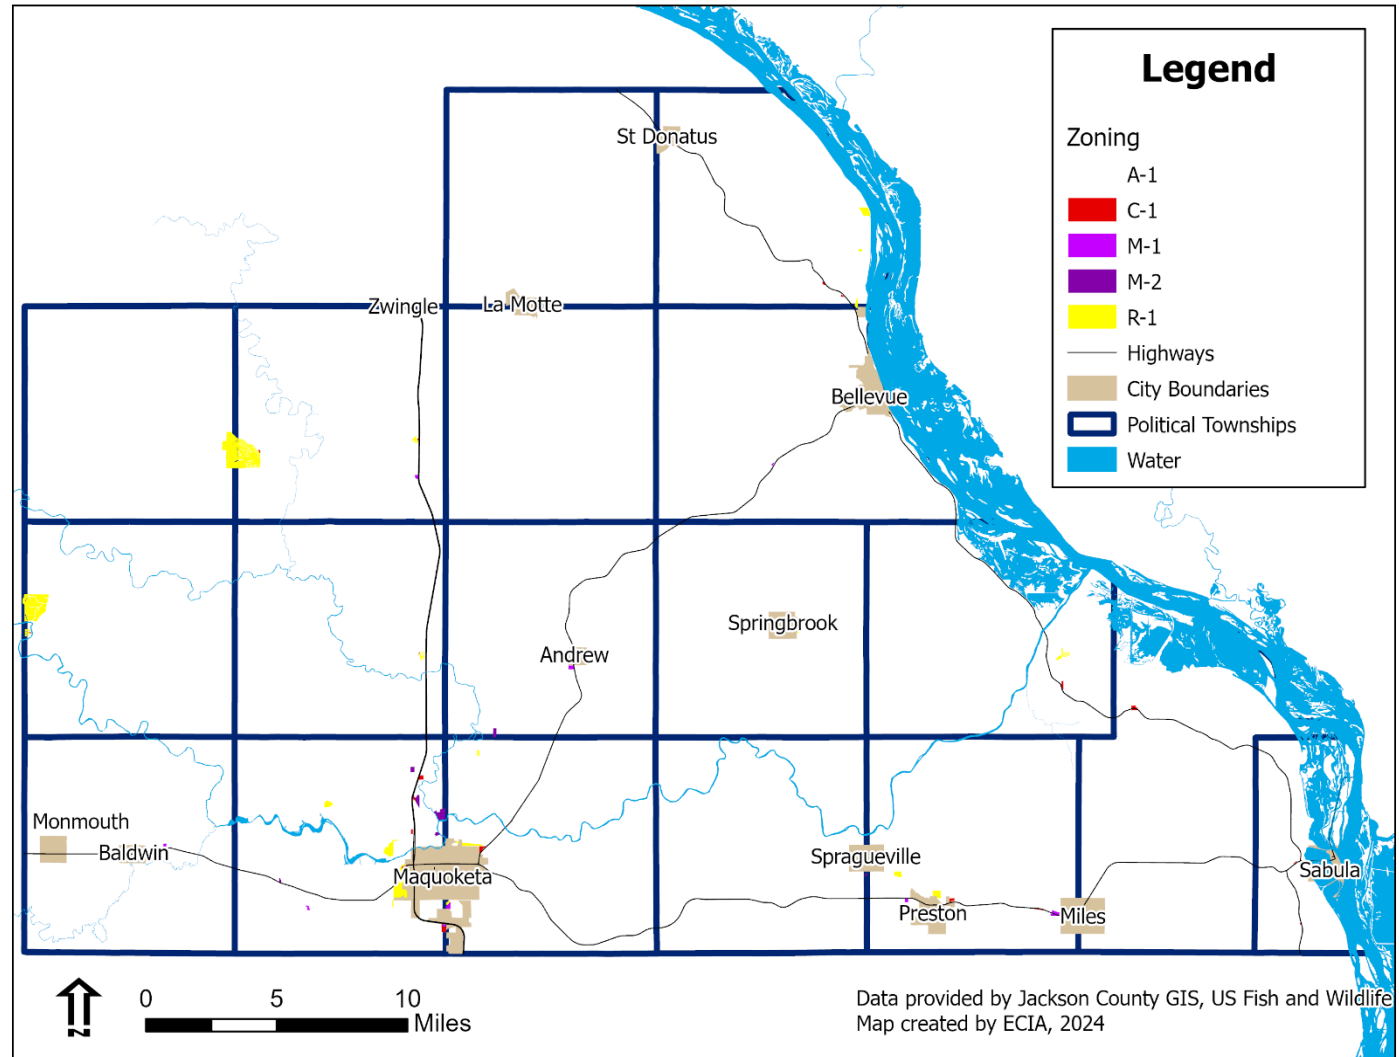 Legend
Zoning
A-1
C-1
M-1
M-2
R-1
Highways
City Boundaries
Political Townships
Water
St Donatus
Zwingle
La Motte
Bellevue
Springbrook
Andrew
Monmouth
Baldwin
Maquoketa
Spragueville
Preston
Miles
Sabula
N
0 5 10
Miles
Data provided by Jackson County GIS, US Fish and Wildlife
Map created by ECIA, 2024